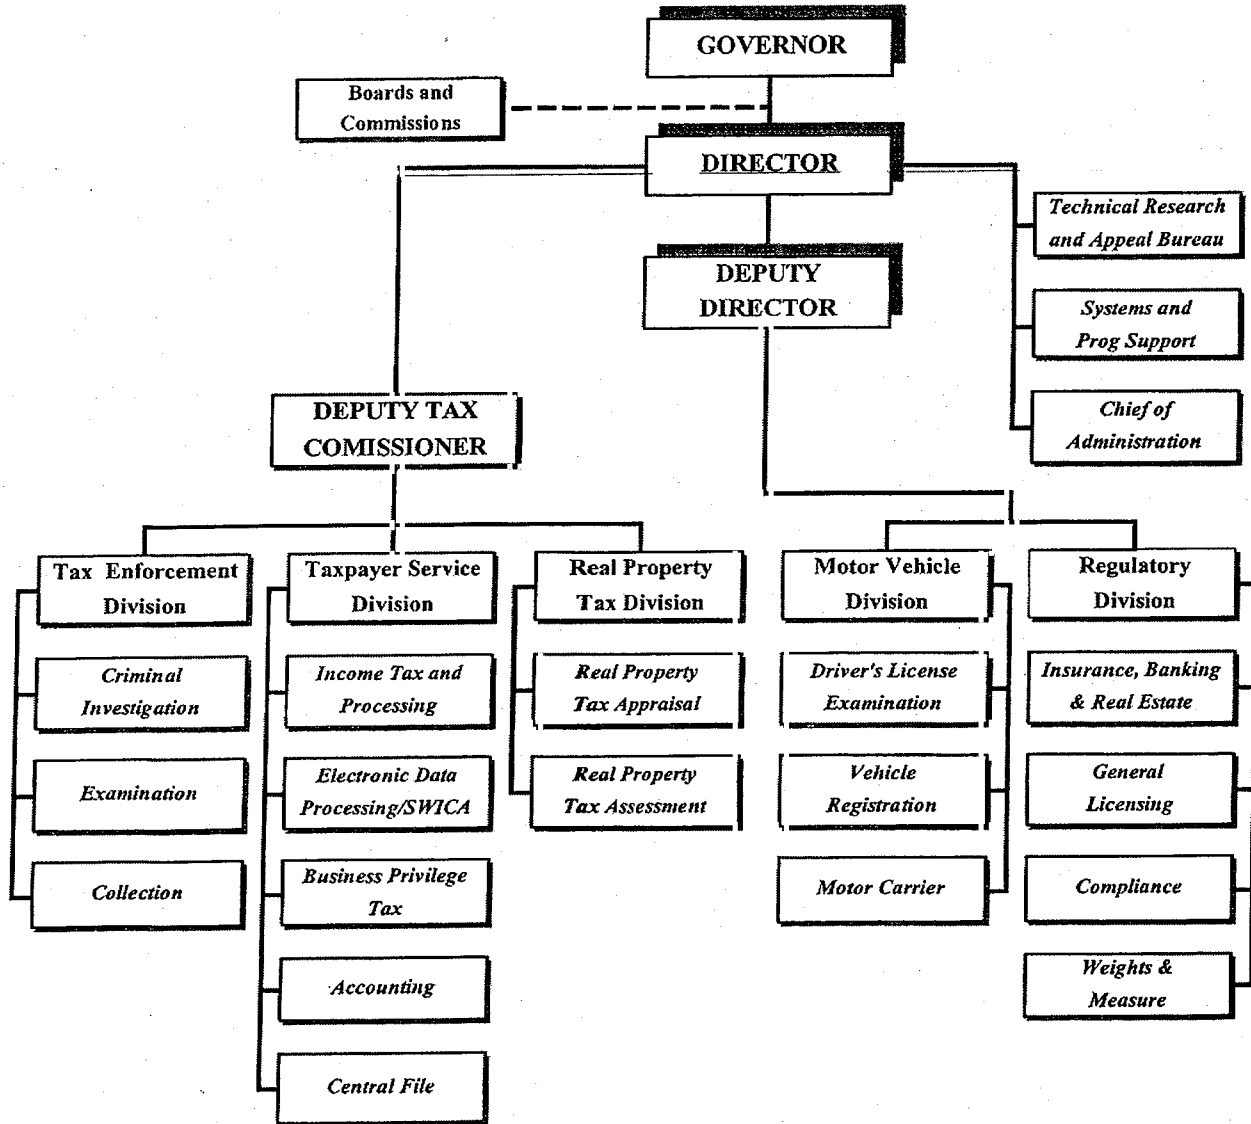 GOVERNOR
Boards and
Commissions
DIRECTOR
Technical Research
and Appeal Bureau
DEPUTY
DIRECTOR
Systems and
Prog Support
DEPUTY TAX
COMISSIONER
Chief of
Administration
Tax Enforcement
Division
Taxpayer Service
Division
Real Property
Tax Division
Motor Vehicle
Division
Regulatory
Division
Criminal
Investigation
Income Tax and
Processing
Real Property
Tax Appraisal
Driver's License
Examination
Insurance, Banking
& Real Estate
Examination
Electronic Data
Processing/SWICA
Real Property
Tax Assessment
Vehicle
Registration
General
Licensing
Collection
Business Privilege
Tax
Motor Carrier
Compliance
Accounting
Weights &
Measure
Central File